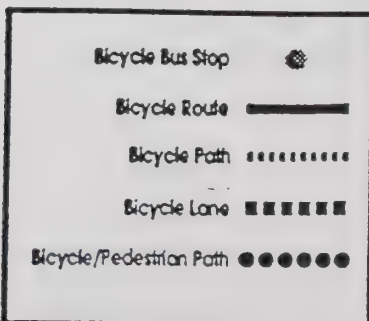 Bicycle Bus Stop
Bicycle Route
Bicycle Path
Bicycle Lane
Bicycle/Pedestrian Path